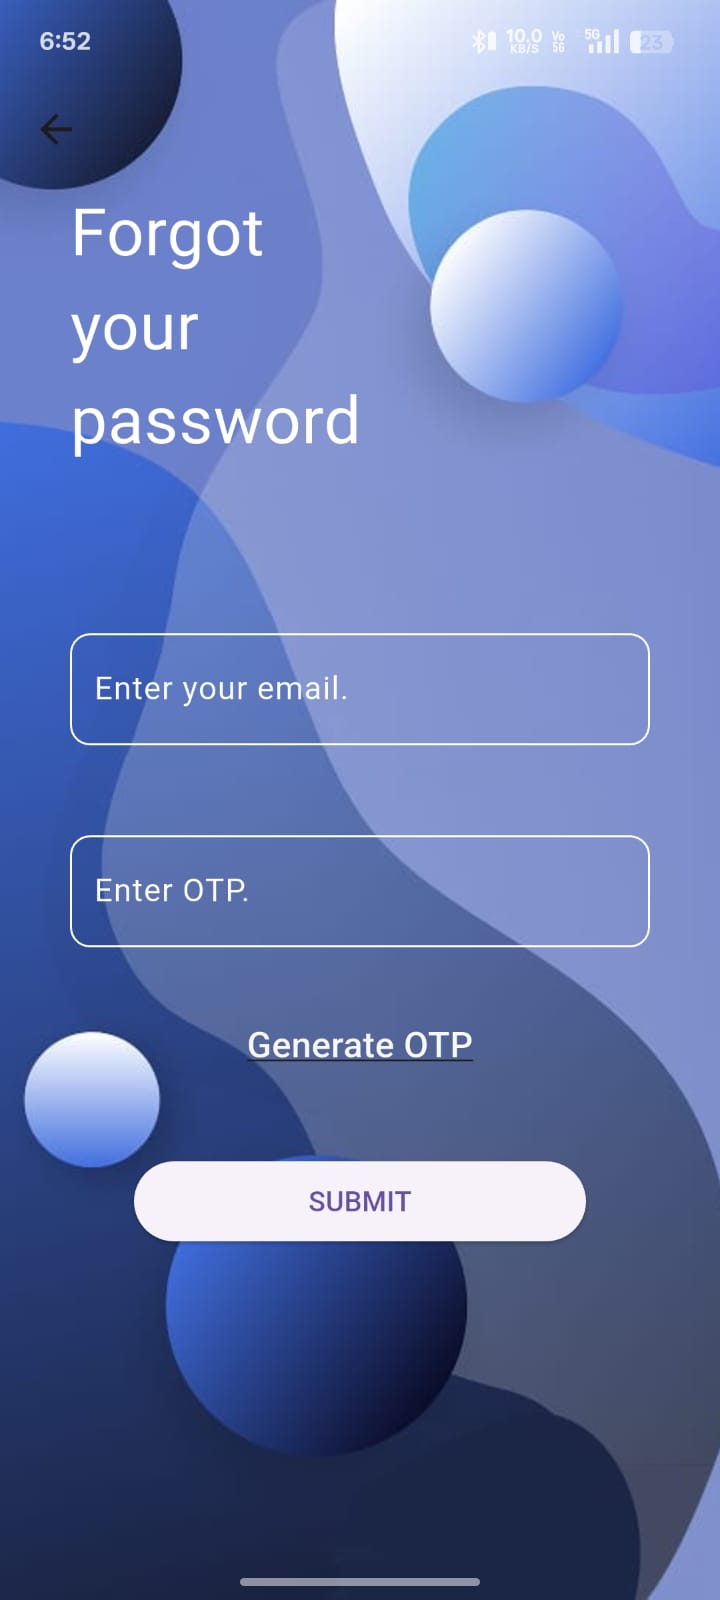 6:52 10.0 KB/S Vo 5G 5G 23
Forgot
your
password
Enter your email.
Enter OTP.
Generate OTP
SUBMIT